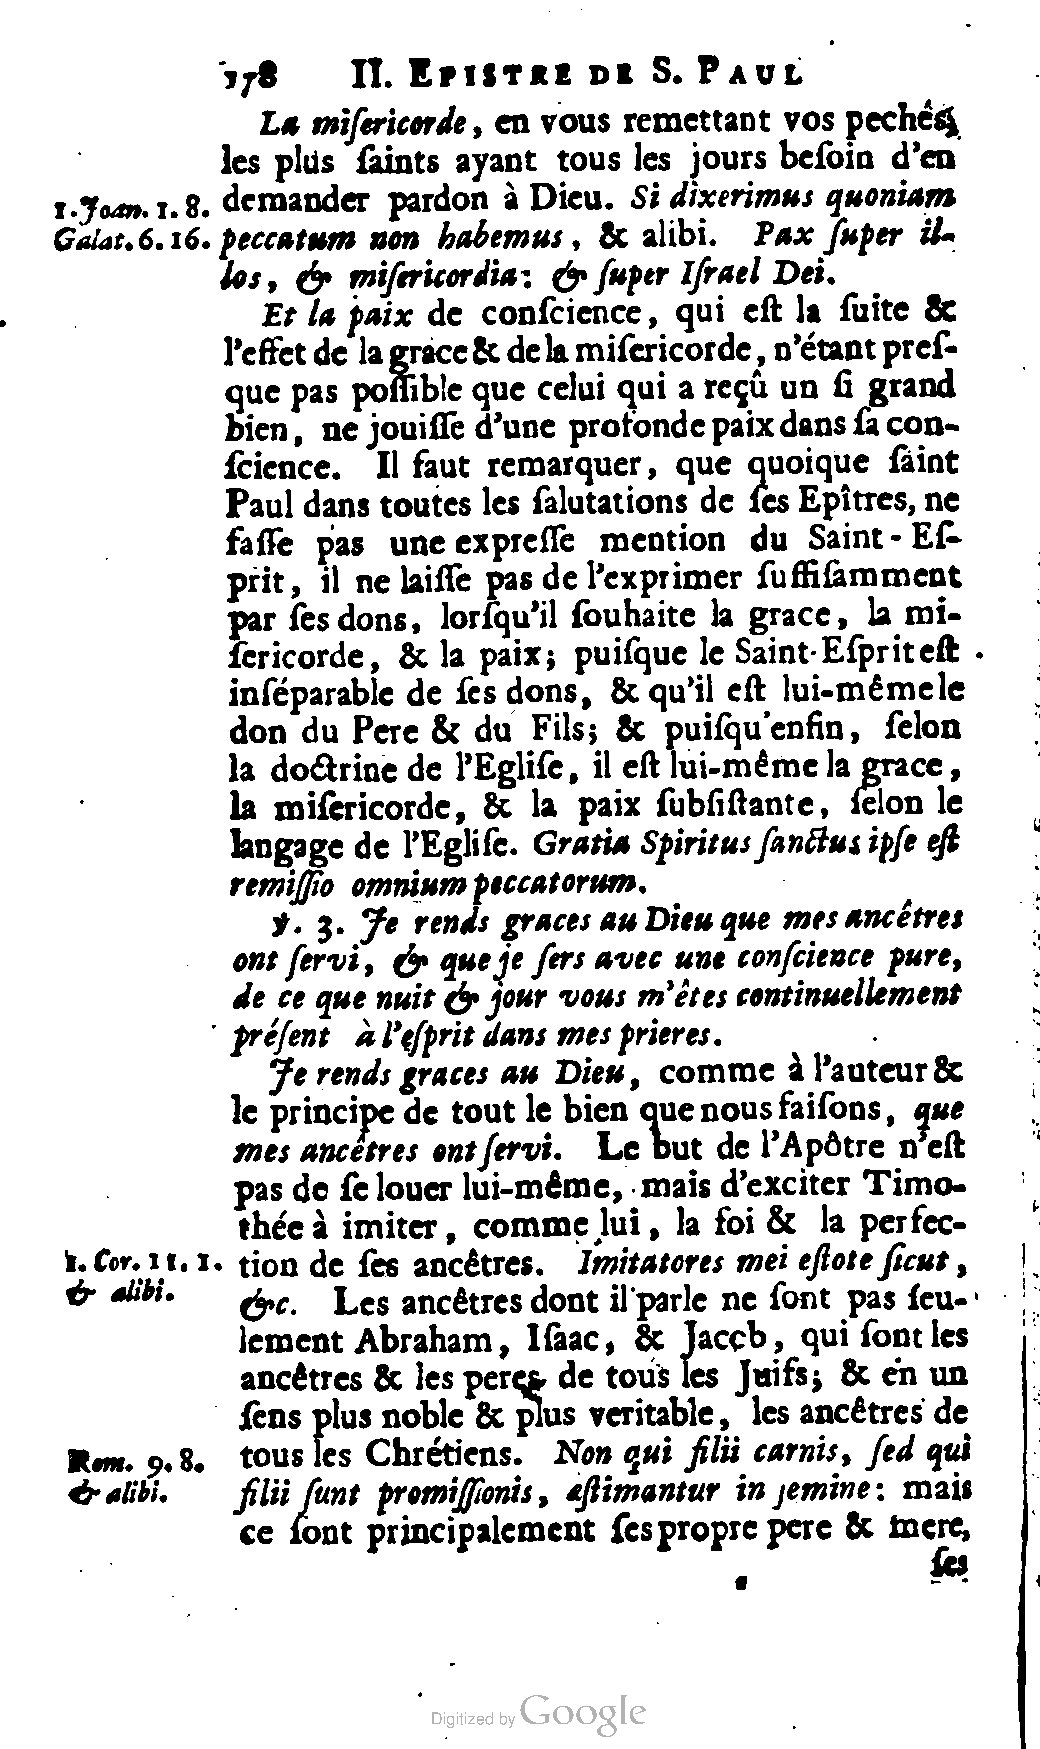 178 II. EPISTRE DE S. PAUL
La miſericorde, en vous remettant vos pechés,
les plus ſaints ayant tous les jours beſoin d'en
1. Joan. 1. 8. demander pardon à Dieu. Si dixerimus quoniam
Galat. 6. 16. peccatum non habemus, & alibi. Pax ſuper il-
los, & miſericordia: & ſuper Iſrael Dei.
Et la paix de conſcience, qui eſt la ſuite &
l'effet de la grace & de la miſericorde, n'étant preſ-
que pas poſſible que celui qui a reçû un ſi grand
bien, ne jouiſſe d'une profonde paix dans ſa con-
ſcience. Il faut remarquer, que quoique ſaint
Paul dans toutes les ſalutations de ſes Epîtres, ne
faſſe pas une expreſſe mention du Saint-Eſ-
prit, il ne laiſſe pas de l'exprimer ſuffiſamment
par ſes dons, lorſqu'il ſouhaite la grace, la mi-
ſericorde, & la paix; puiſque le Saint-Eſprit eſt
inſéparable de ſes dons, & qu'il eſt lui-même le
don du Pere & du Fils; & puiſqu'enfin, ſelon
la doctrine de l'Egliſe, il eſt lui-même la grace,
la miſericorde, & la paix ſubſiſtante, ſelon le
langage de l'Egliſe. Gratia Spiritus ſanctus ipſe eſt
remiſſio omnium peccatorum.
℣. 3. Je rends graces au Dieu que mes ancêtres
ont ſervi, & que je ſers avec une conſcience pure,
de ce que nuit & jour vous m'êtes continuellement
préſent à l'eſprit dans mes prieres.
Je rends graces au Dieu, comme à l'auteur &
le principe de tout le bien que nous faiſons, que
mes ancêtres ont ſervi. Le but de l'Apôtre n'eſt
pas de ſe louer lui-même, mais d'exciter Timo-
thée à imiter, comme lui, la foi & la perfec-
1. Cor. 11. 1. tion de ſes ancêtres. Imitatores mei eſtote ſicut,
& alibi. &c. Les ancêtres dont il parle ne ſont pas ſeu-
lement Abraham, Iſaac, & Jacob, qui ſont les
ancêtres & les peres de tous les Juifs; & en un
ſens plus noble & plus veritable, les ancêtres de
Rom. 9. 8. tous les Chrétiens. Non qui filii carnis, ſed qui
& alibi. filii ſunt promiſſionis, æſtimantur in ſemine: mais
ce ſont principalement ſes propre pere & mere,
ſes
Digitized by Google